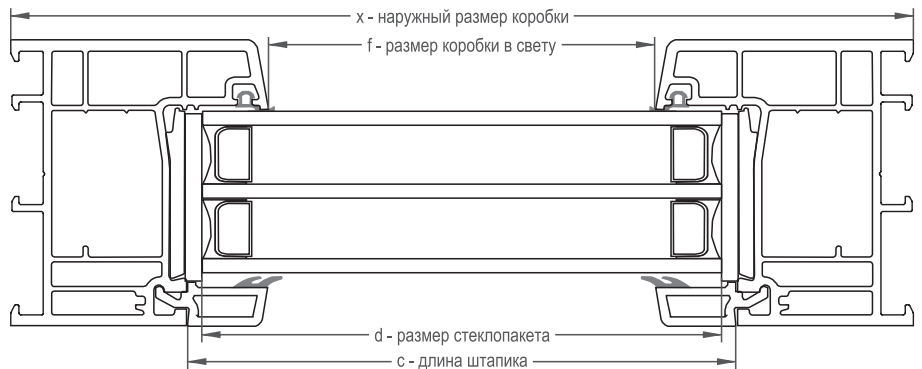 x - наружный размер коробки
f - размер коробки в свету
d - размер стеклопакета
c - длина штапика